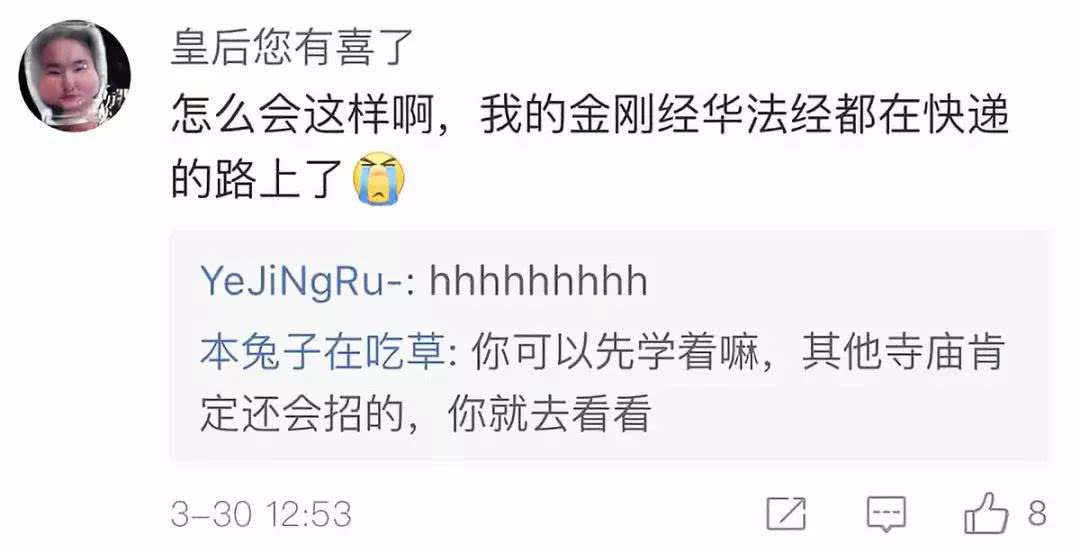 皇后您有喜了
怎么会这样啊，我的金刚经华法经都在快递
的路上了
YeJiNgRu-: hhhhhhhhh
本兔子在吃草: 你可以先学着嘛，其他寺庙肯
定还会招的，你就去看看
3-30 12:53
8